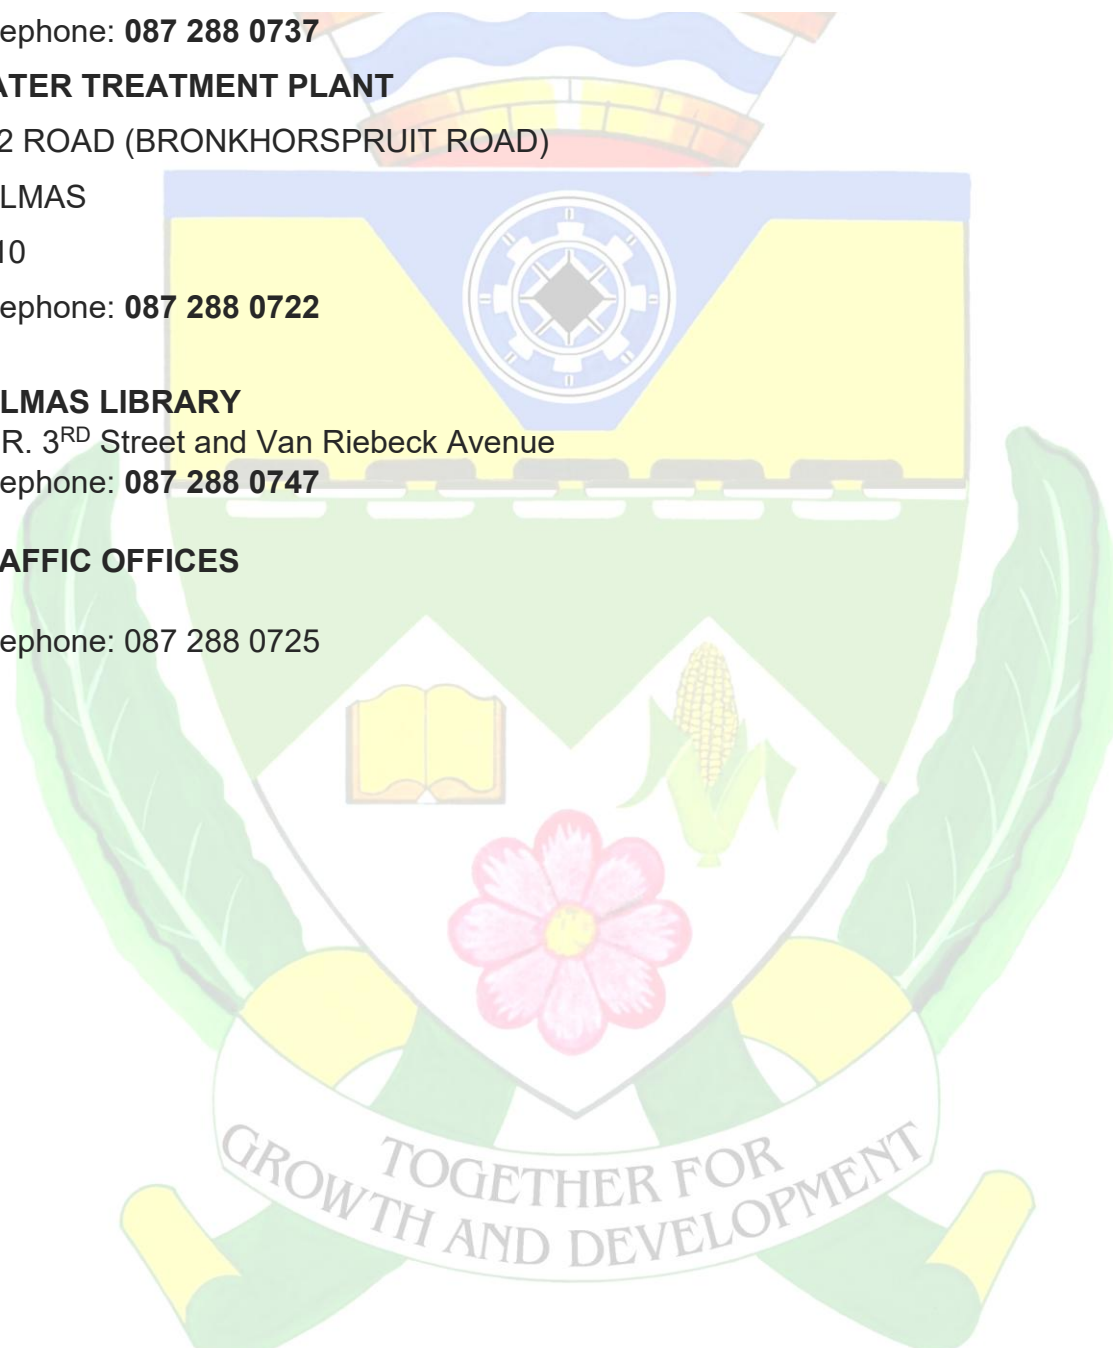 ephone: 087 288 0737
ATER TREATMENT PLANT
2 ROAD (BRONKHORSPRUIT ROAD)
LMAS
10
ephone: 087 288 0722
LMAS LIBRARY
R. 3RD Street and Van Riebeck Avenue
ephone: 087 288 0747
AFFIC OFFICES
ephone: 087 288 0725
TOGETHER FOR
GROWTH AND DEVELOPMENT